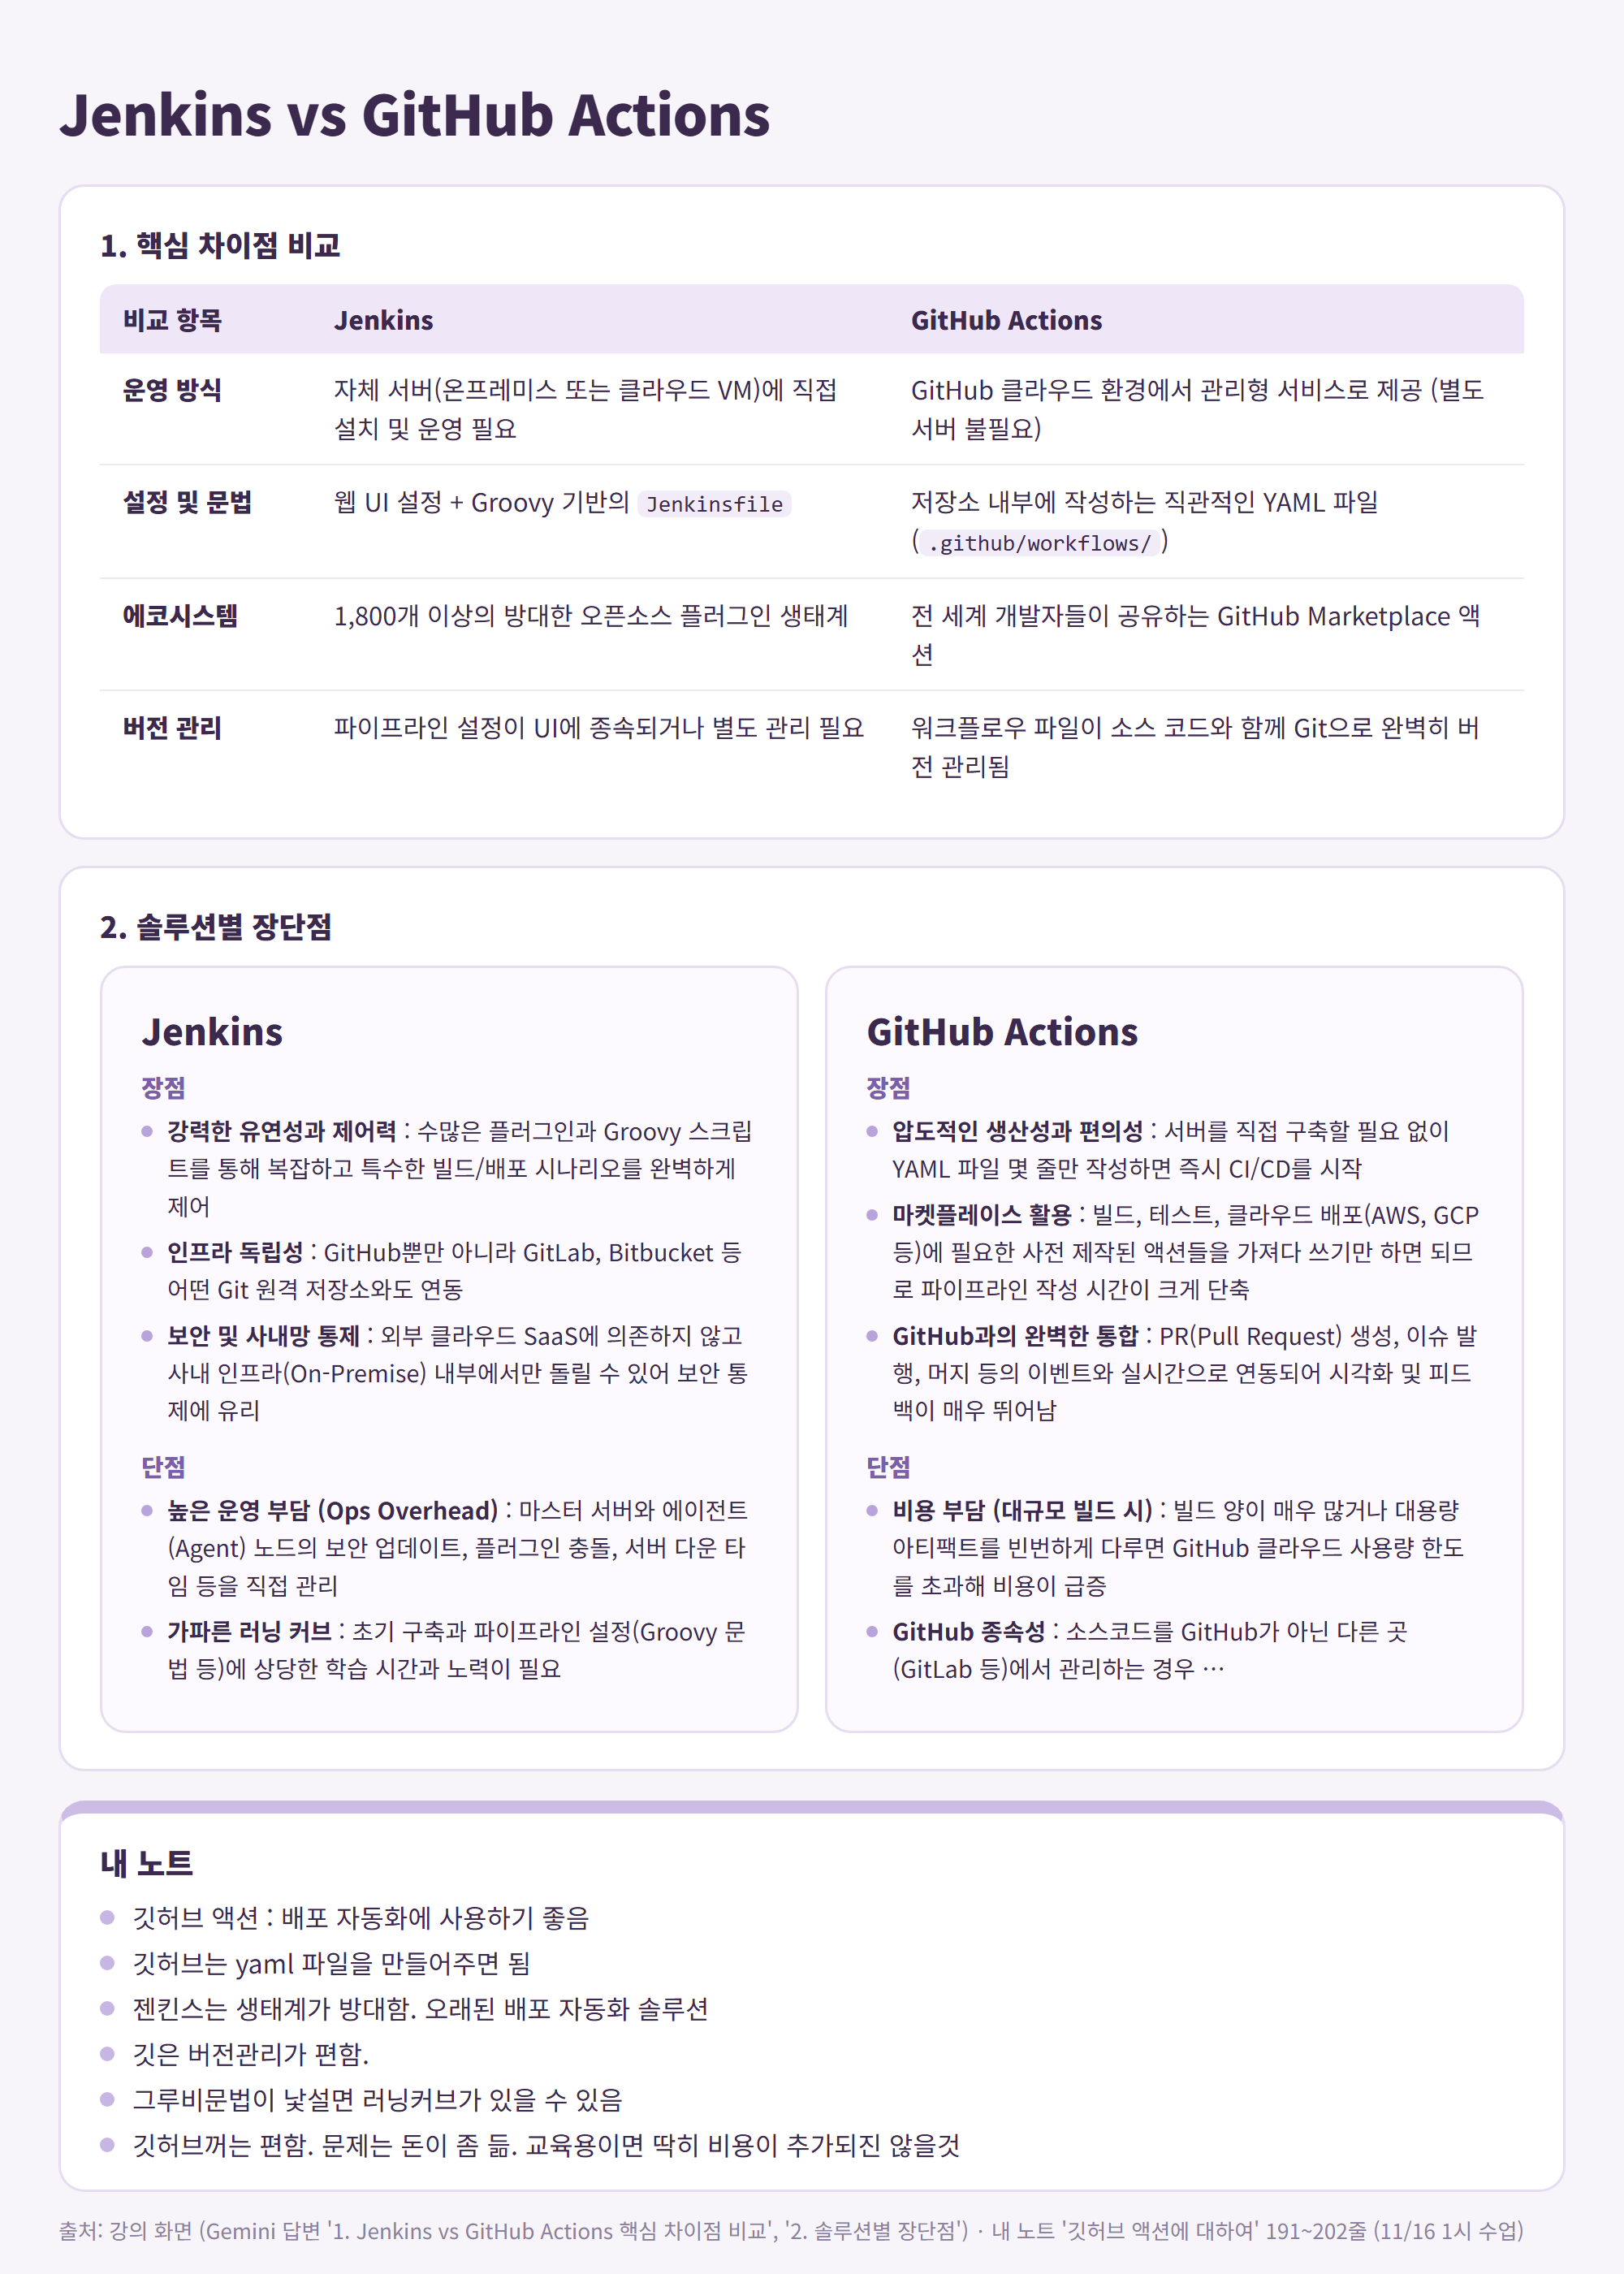 Jenkins vs GitHub Actions
1. 핵심 차이점 비교
비교 항목 Jenkins GitHub Actions
운영 방식 자체 서버(온프레미스 또는 클라우드 VM)에 직접 GitHub 클라우드 환경에서 관리형 서비스로 제공 (별도
설치 및 운영 필요 서버 불필요)
설정 및 문법 웹 UI 설정 + Groovy 기반의 Jenkinsfile 저장소 내부에 작성하는 직관적인 YAML 파일
(.github/workflows/)
에코시스템 1,800개 이상의 방대한 오픈소스 플러그인 생태계 전 세계 개발자들이 공유하는 GitHub Marketplace 액
션
버전 관리 파이프라인 설정이 UI에 종속되거나 별도 관리 필요 워크플로우 파일이 소스 코드와 함께 Git으로 완벽히 버
전 관리됨
2. 솔루션별 장단점
Jenkins
장점
강력한 유연성과 제어력 : 수많은 플러그인과 Groovy 스크립
트를 통해 복잡하고 특수한 빌드/배포 시나리오를 완벽하게
제어
인프라 독립성 : GitHub뿐만 아니라 GitLab, Bitbucket 등
어떤 Git 원격 저장소와도 연동
보안 및 사내망 통제 : 외부 클라우드 SaaS에 의존하지 않고
사내 인프라(On-Premise) 내부에서만 돌릴 수 있어 보안 통
제에 유리
단점
높은 운영 부담 (Ops Overhead) : 마스터 서버와 에이전트
(Agent) 노드의 보안 업데이트, 플러그인 충돌, 서버 다운 타
임 등을 직접 관리
가파른 러닝 커브 : 초기 구축과 파이프라인 설정(Groovy 문
법 등)에 상당한 학습 시간과 노력이 필요
GitHub Actions
장점
압도적인 생산성과 편의성 : 서버를 직접 구축할 필요 없이
YAML 파일 몇 줄만 작성하면 즉시 CI/CD를 시작
마켓플레이스 활용 : 빌드, 테스트, 클라우드 배포(AWS, GCP
등)에 필요한 사전 제작된 액션들을 가져다 쓰기만 하면 되므
로 파이프라인 작성 시간이 크게 단축
GitHub과의 완벽한 통합 : PR(Pull Request) 생성, 이슈 발
행, 머지 등의 이벤트와 실시간으로 연동되어 시각화 및 피드
백이 매우 뛰어남
단점
비용 부담 (대규모 빌드 시) : 빌드 양이 매우 많거나 대용량
아티팩트를 빈번하게 다루면 GitHub 클라우드 사용량 한도
를 초과해 비용이 급증
GitHub 종속성 : 소스코드를 GitHub가 아닌 다른 곳
(GitLab 등)에서 관리하는 경우 …
내 노트
깃허브 액션 : 배포 자동화에 사용하기 좋음
깃허브는 yaml 파일을 만들어주면 됨
젠킨스는 생태계가 방대함. 오래된 배포 자동화 솔루션
깃은 버전관리가 편함.
그루비문법이 낯설면 러닝커브가 있을 수 있음
깃허브꺼는 편함. 문제는 돈이 좀 듦. 교육용이면 딱히 비용이 추가되진 않을것
출처: 강의 화면 (Gemini 답변 '1. Jenkins vs GitHub Actions 핵심 차이점 비교', '2. 솔루션별 장단점') · 내 노트 '깃허브 액션에 대하여' 191~202줄 (11/16 1시 수업)